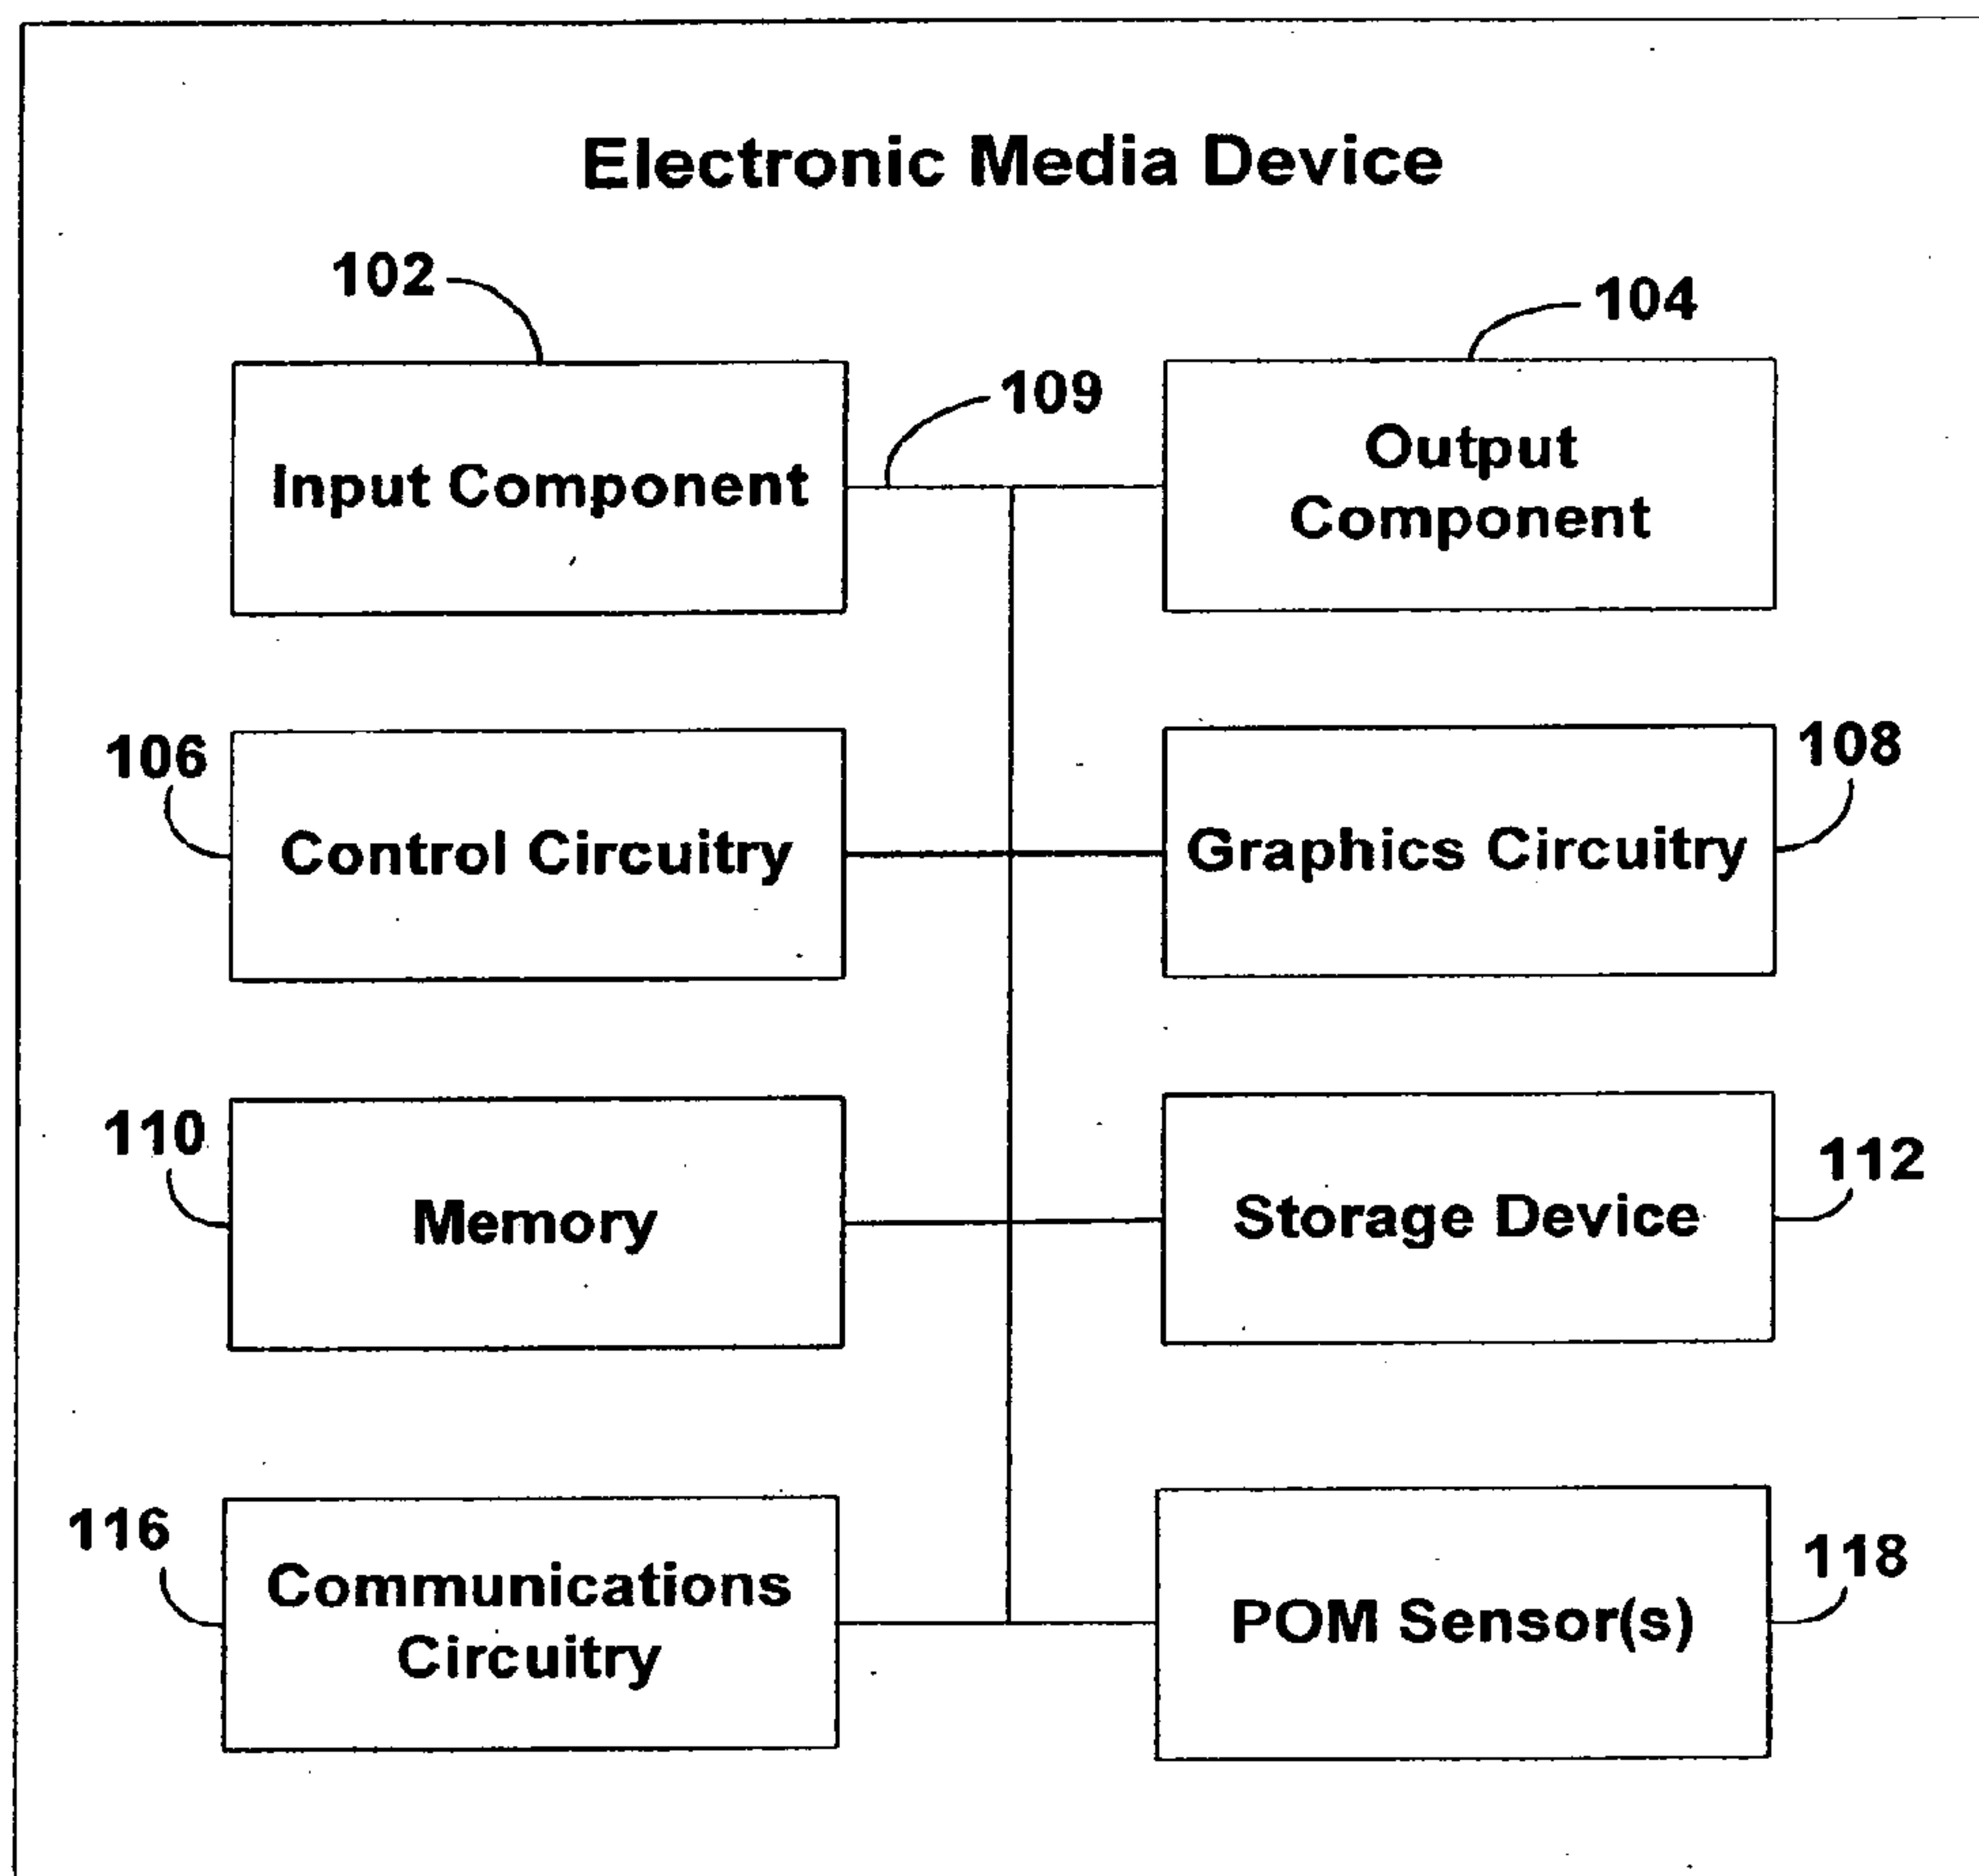 Electronic Media Device
102
104
109
Input Component
Output
Component
106
108
Control Circuitry
Graphics Circuitry
110
112
Memory
Storage Device
116
118
Communications
Circuitry
POM Sensor(s)